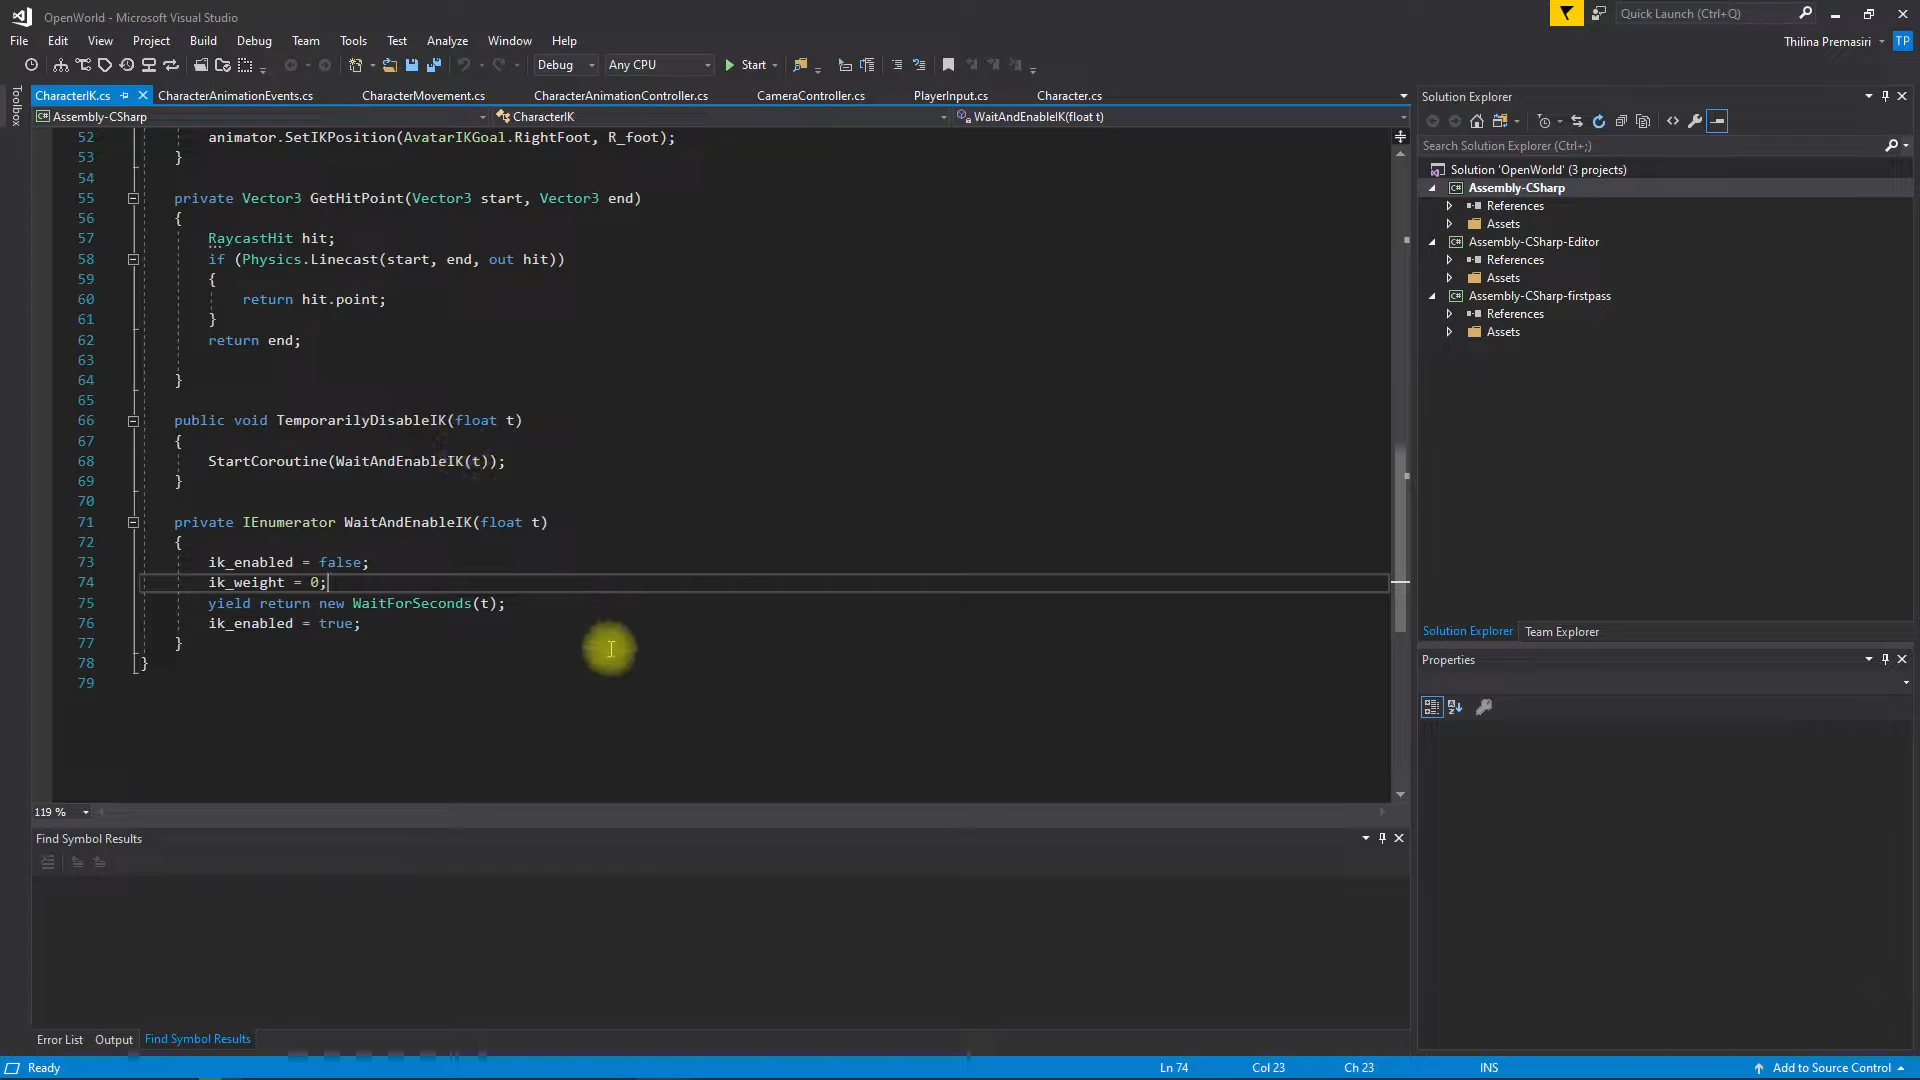 OpenWorld - Microsoft Visual Studio
Quick Launch (Ctrl+Q)
File Edit View Project Build Debug Team Tools Test Analyze Window Help
Thilina Premasiri TP
Debug Any CPU Start
Toolbox
CharacterIK.cs CharacterAnimationEvents.cs CharacterMovement.cs CharacterAnimationController.cs CameraController.cs PlayerInput.cs Character.cs
Assembly-CSharp CharacterIK WaitAndEnableIK(float t)
52 animator.SetIKPosition(AvatarIKGoal.RightFoot, R_foot);
53 }
54
55 private Vector3 GetHitPoint(Vector3 start, Vector3 end)
56 {
57 RaycastHit hit;
58 if (Physics.Linecast(start, end, out hit))
59 {
60 return hit.point;
61 }
62 return end;
63
64 }
65
66 public void TemporarilyDisableIK(float t)
67 {
68 StartCoroutine(WaitAndEnableIK(t));
69 }
70
71 private IEnumerator WaitAndEnableIK(float t)
72 {
73 ik_enabled = false;
74 ik_weight = 0;
75 yield return new WaitForSeconds(t);
76 ik_enabled = true;
77 }
78 }
79
119 %
Find Symbol Results
Error List Output Find Symbol Results
Solution Explorer
Search Solution Explorer (Ctrl+;)
Solution 'OpenWorld' (3 projects)
C# Assembly-CSharp
References
Assets
C# Assembly-CSharp-Editor
References
Assets
C# Assembly-CSharp-firstpass
References
Assets
Solution Explorer Team Explorer
Properties
Ready Ln 74 Col 23 Ch 23 INS Add to Source Control